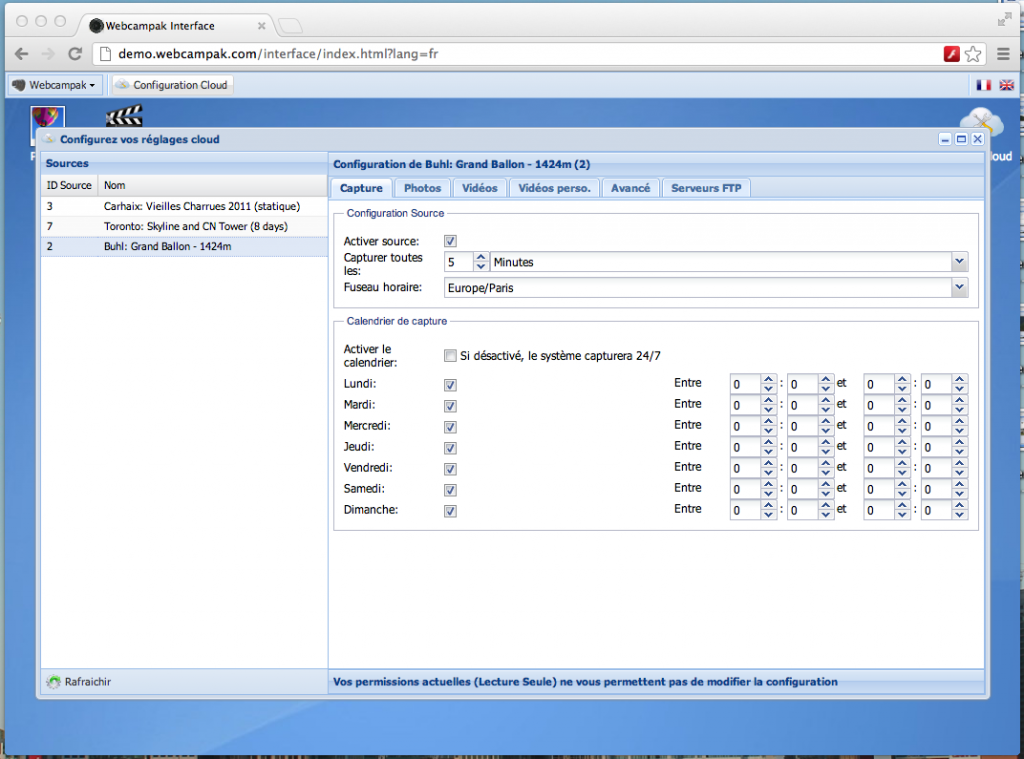 Webcampak Interface
demo.webcampak.com/interface/index.html?lang=fr
Webcampak Configuration Cloud
Configurez vos réglages cloud
oud
Sources
ID Source Nom
3 Carhaix: Vieilles Charrues 2011 (statique)
7 Toronto: Skyline and CN Tower (8 days)
2 Buhl: Grand Ballon - 1424m
Rafraichir
Configuration de Buhl: Grand Ballon - 1424m (2)
Capture Photos Vidéos Vidéos perso. Avancé Serveurs FTP
Configuration Source
Activer source:
Capturer toutes
les: 5 Minutes
Fuseau horaire: Europe/Paris
Calendrier de capture
Activer le
calendrier: Si désactivé, le système capturera 24/7
Lundi: Entre 0 : 0 et 0 : 0
Mardi: Entre 0 : 0 et 0 : 0
Mercredi: Entre 0 : 0 et 0 : 0
Jeudi: Entre 0 : 0 et 0 : 0
Vendredi: Entre 0 : 0 et 0 : 0
Samedi: Entre 0 : 0 et 0 : 0
Dimanche: Entre 0 : 0 et 0 : 0
Vos permissions actuelles (Lecture Seule) ne vous permettent pas de modifier la configuration